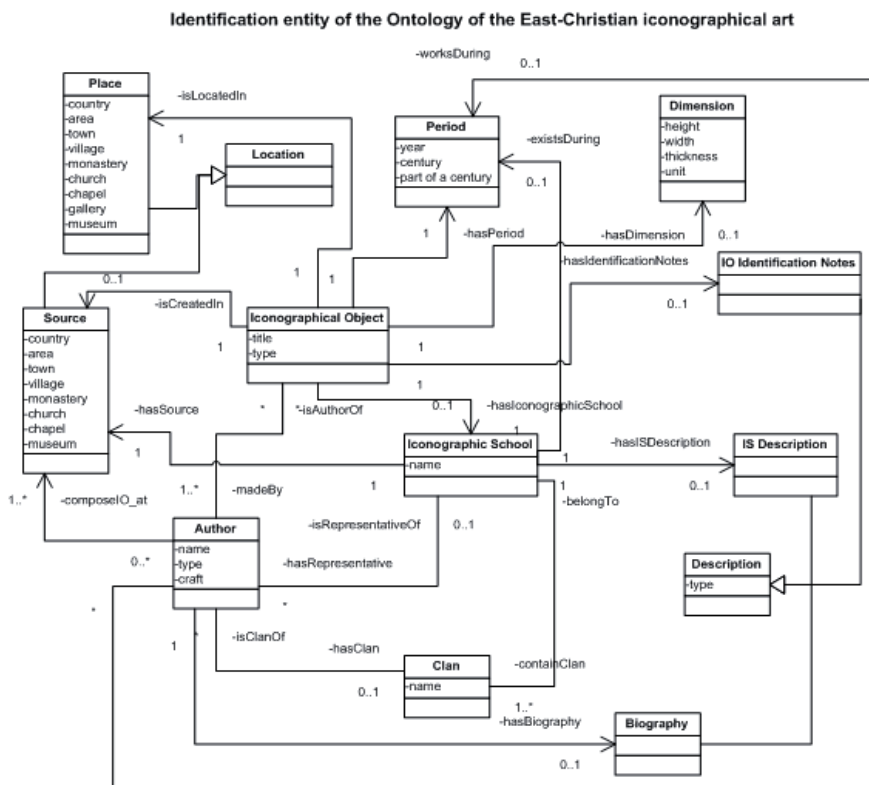 Identification entity of the Ontology of the East-Christian iconographical art
-worksDuring
0..1
Place
-country
-area
-town
-village
-monastery
-church
-chapel
-gallery
-museum
-isLocatedIn
1
Location
Period
-year
-century
-part of a century
-existsDuring
0..1
Dimension
-height
-width
-thickness
-unit
1
-hasPeriod
-hasDimension
0..1
-hasIdentificationNotes
IO Identification Notes
0..1
0..1
1
1
Source
-country
-area
-town
-village
-monastery
-church
-chapel
-museum
-isCreatedIn
1
Iconographical Object
-title
-type
1
1
-hasSource
1
*
*
-isAuthorOf
0..1
-hasIconographicSchool
1
Iconographic School
-name
1
1
1
-hasISDescription
0..1
IS Description
1..*
-composeIO_at
1..*
-madeBy
-belongTo
Author
-name
-type
-craft
0..*
*
-isRepresentativeOf
0..1
-hasRepresentative
*
Description
-type
1
*
-isClanOf
-hasClan
0..1
Clan
-name
-containClan
1..*
-hasBiography
0..1
Biography